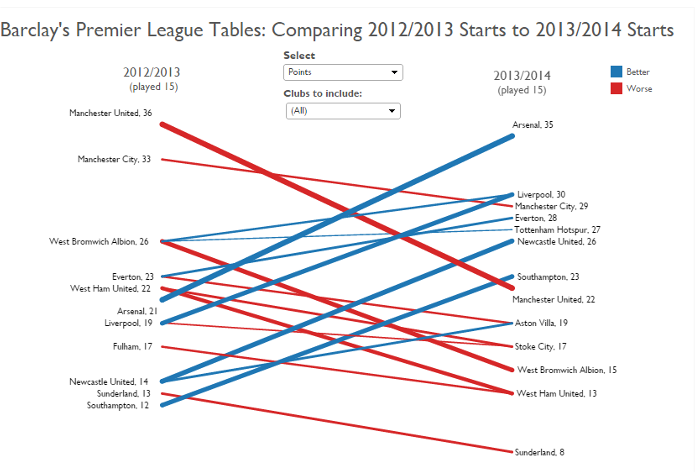 Barclay's Premier League Tables: Comparing 2012/2013 Starts to 2013/2014 Starts
Select
Points
Clubs to include:
(All)
Better
Worse
2012/2013
(played 15)
Manchester United, 36
Manchester City, 33
West Bromwich Albion, 26
Everton, 23
West Ham United, 22
Arsenal, 21
Liverpool, 19
Fulham, 17
Newcastle United, 14
Sunderland, 13
Southampton, 12
2013/2014
(played 15)
Arsenal, 35
Liverpool, 30
Manchester City, 29
Everton, 28
Tottenham Hotspur, 27
Newcastle United, 26
Southampton, 23
Manchester United, 22
Aston Villa, 19
Stoke City, 17
West Bromwich Albion, 15
West Ham United, 13
Sunderland, 8